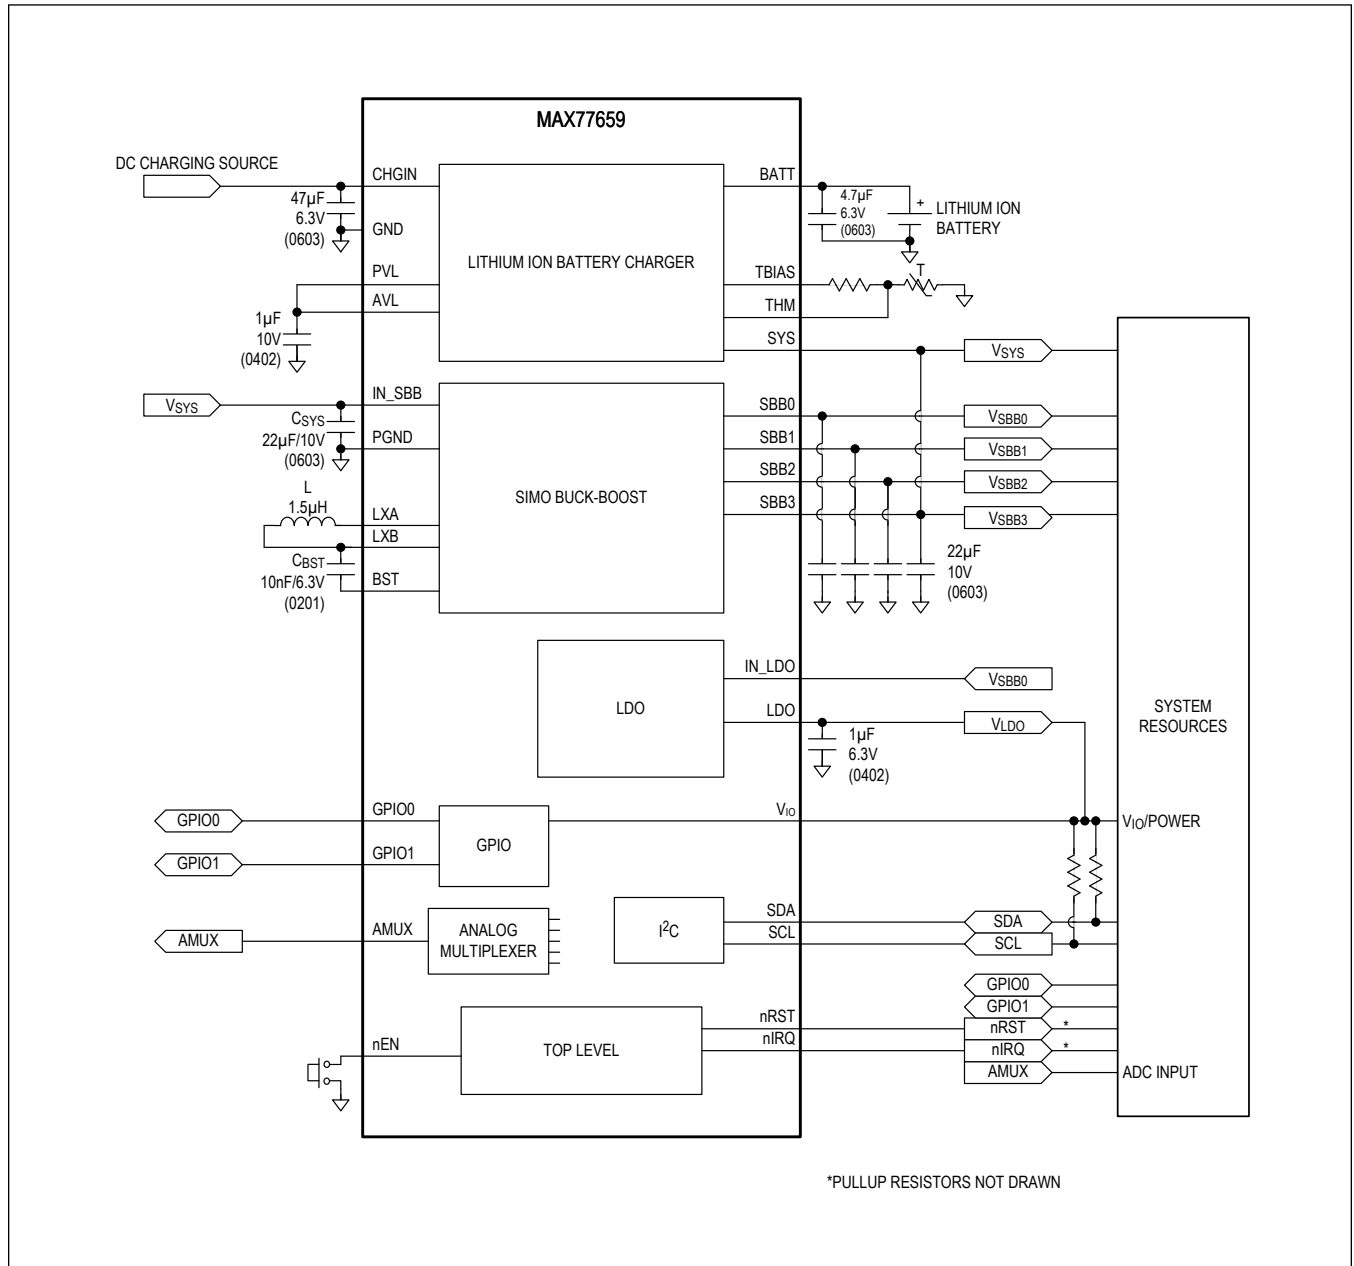 MAX77659
DC CHARGING SOURCE
CHGIN
47µF
6.3V
(0603)
GND
PVL
AVL
1µF
10V
(0402)
LITHIUM ION BATTERY CHARGER
BATT
4.7µF
6.3V
(0603)
+
LITHIUM ION
BATTERY
TBIAS
T
THM
SYS
VSYS
VSYS
IN_SBB
CSYS
22µF/10V
(0603)
PGND
L
1.5µH
LXA
LXB
CBST
10nF/6.3V
(0201)
BST
SIMO BUCK-BOOST
SBB0
VSBB0
SBB1
VSBB1
SBB2
VSBB2
SBB3
VSBB3
22µF
10V
(0603)
LDO
IN_LDO
VSBB0
LDO
VLDO
1µF
6.3V
(0402)
SYSTEM
RESOURCES
GPIO0
GPIO0
GPIO1
GPIO1
GPIO
VIO
VIO/POWER
AMUX
AMUX
ANALOG
MULTIPLEXER
I2C
SDA
SDA
SCL
SCL
GPIO0
GPIO1
nEN
TOP LEVEL
nRST
nRST
*
nIRQ
nIRQ
*
AMUX
ADC INPUT
*PULLUP RESISTORS NOT DRAWN